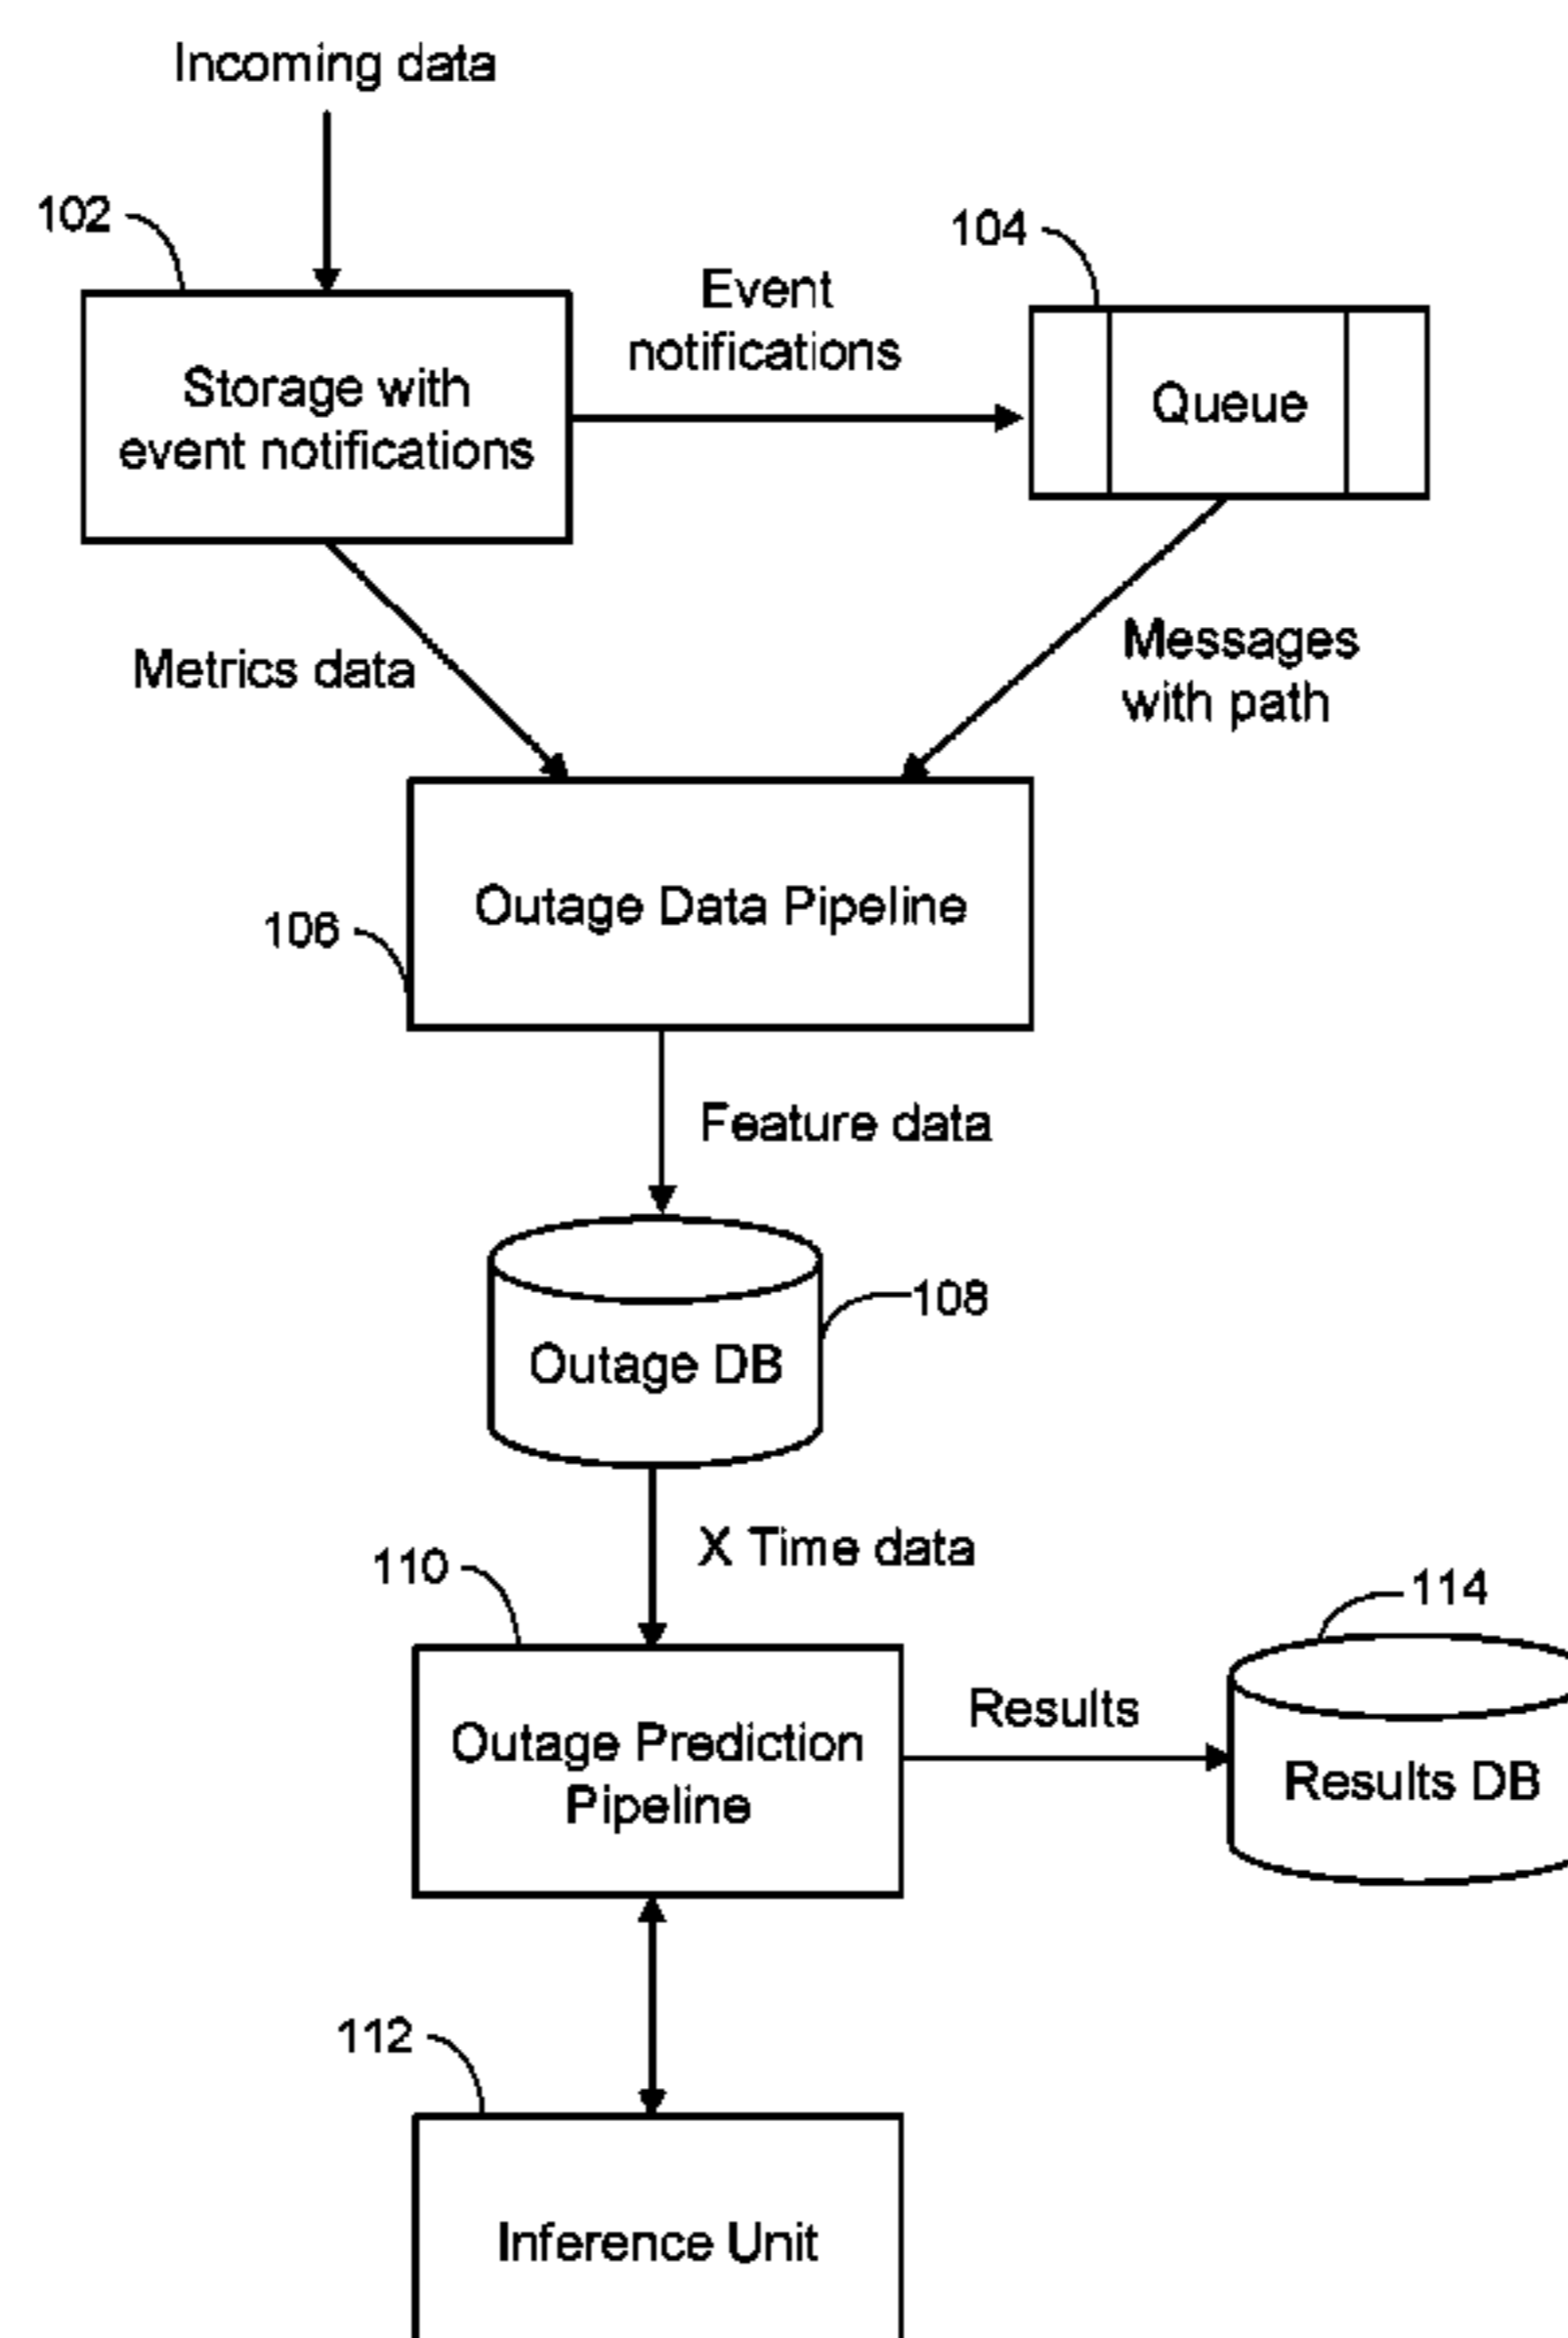 Incoming data
102
104
Event
notifications
Storage with
event notifications
Queue
Metrics data
Messages
with path
Outage Data Pipeline
106
Feature data
108
Outage DB
X Time data
110
114
Results
Outage Prediction
Pipeline
Results DB
112
Inference Unit